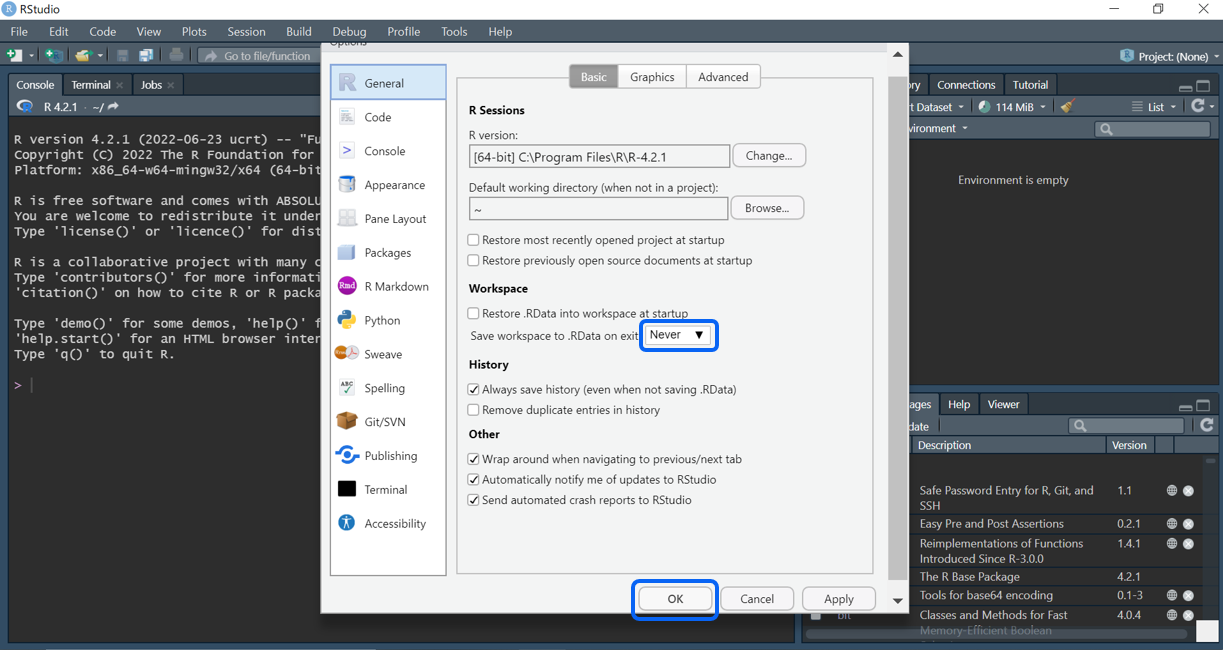 RStudio
File Edit Code View Plots Session Build Debug Profile Tools Help
Go to file/function
Project: (None)
Console Terminal Jobs
R 4.2.1 · ~/
R version 4.2.1 (2022-06-23 ucrt) -- "Fu
Copyright (C) 2022 The R Foundation for
Platform: x86_64-w64-mingw32/x64 (64-bit
R is free software and comes with ABSOLU
You are welcome to redistribute it under
Type 'license()' or 'licence()' for dist
R is a collaborative project with many c
Type 'contributors()' for more informati
'citation()' on how to cite R or R packa
Type 'demo()' for some demos, 'help()' f
'help.start()' for an HTML browser inter
Type 'q()' to quit R.
>
Options
General
Code
Console
Appearance
Pane Layout
Packages
Rmd R Markdown
Python
Sweave
ABC Spelling
Git/SVN
Publishing
Terminal
Accessibility
Basic Graphics Advanced
R Sessions
R version:
[64-bit] C:\Program Files\R\R-4.2.1 Change...
Default working directory (when not in a project):
~ Browse...
Restore most recently opened project at startup
Restore previously open source documents at startup
Workspace
Restore .RData into workspace at startup
Save workspace to .RData on exit Never
History
Always save history (even when not saving .RData)
Remove duplicate entries in history
Other
Wrap around when navigating to previous/next tab
Automatically notify me of updates to RStudio
Send automated crash reports to RStudio
OK Cancel Apply
ry Connections Tutorial
t Dataset 114 MiB List
vironment
Environment is empty
ages Help Viewer
date
Description Version
Safe Password Entry for R, Git, and 1.1
SSH
Easy Pre and Post Assertions 0.2.1
Reimplementations of Functions 1.4.1
Introduced Since R-3.0.0
The R Base Package 4.2.1
Tools for base64 encoding 0.1-3
bit Classes and Methods for Fast 4.0.4
Memory-Efficient Boolean